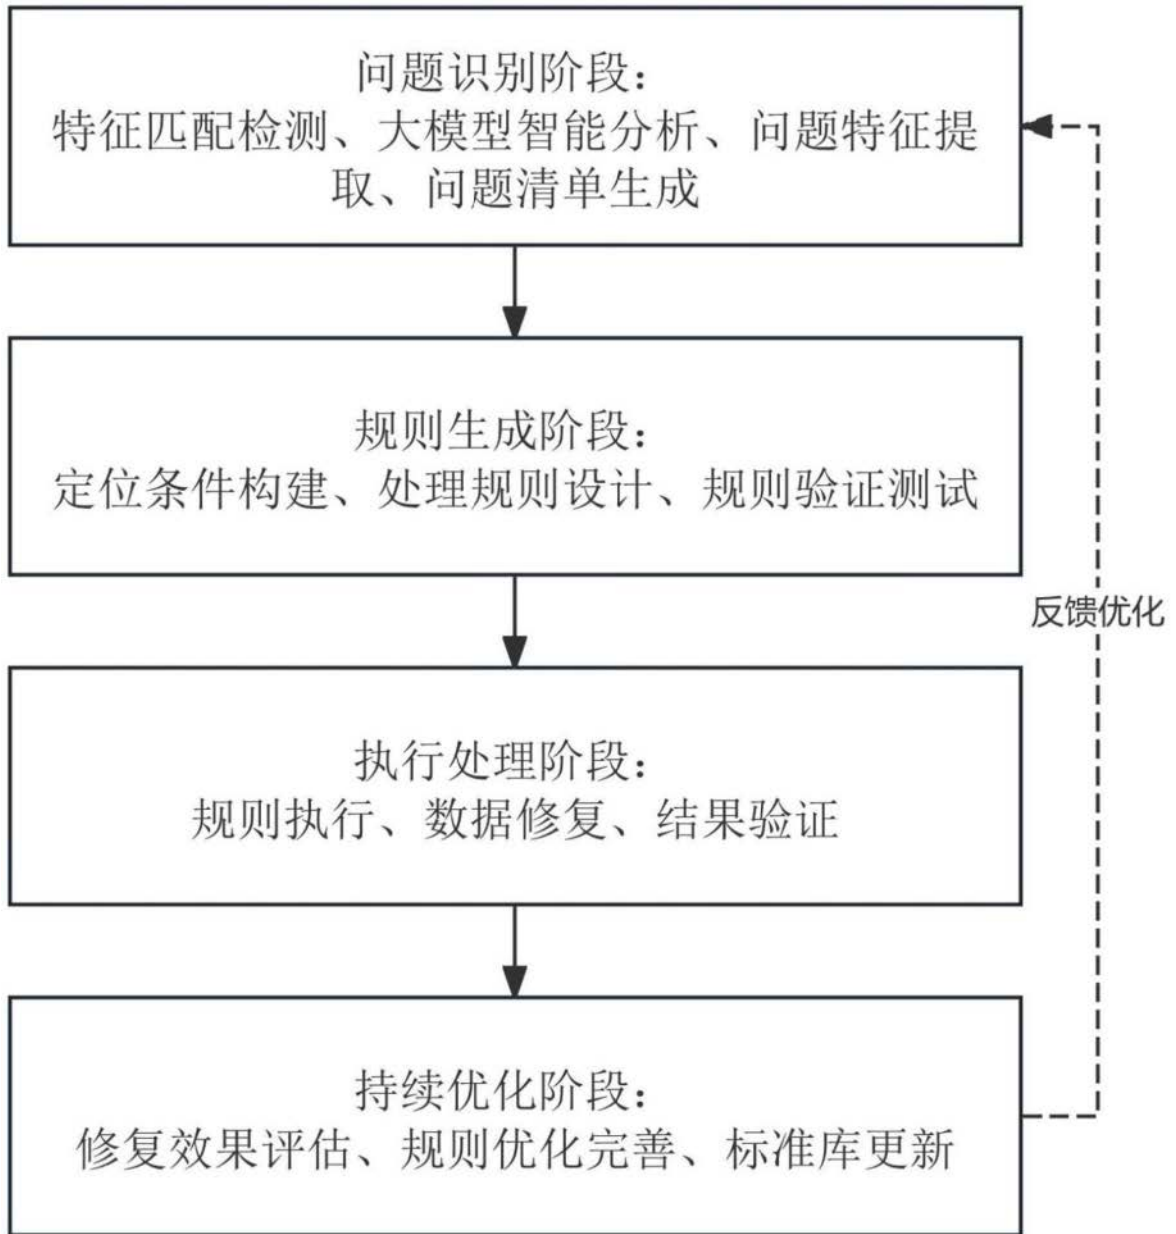 问题识别阶段：
特征匹配检测、大模型智能分析、问题特征提
取、问题清单生成
规则生成阶段：
定位条件构建、处理规则设计、规则验证测试
反馈优化
执行处理阶段：
规则执行、数据修复、结果验证
持续优化阶段：
修复效果评估、规则优化完善、标准库更新